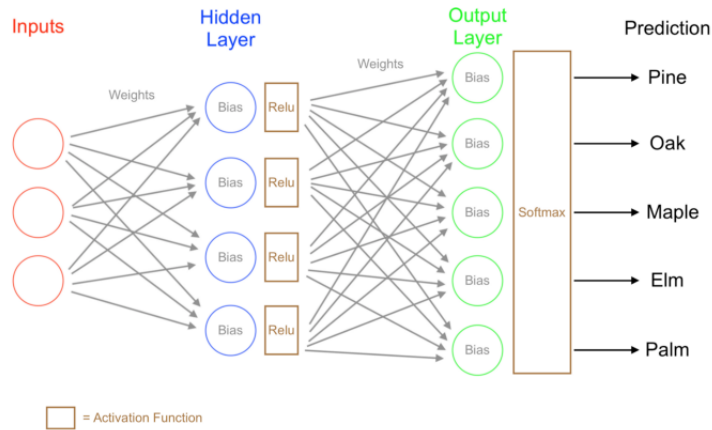 Inputs
Hidden
Layer
Output
Layer
Prediction
Weights
Weights
Bias
Relu
Bias
Relu
Bias
Relu
Bias
Relu
Bias
Bias
Bias
Bias
Bias
Softmax
Pine
Oak
Maple
Elm
Palm
= Activation Function